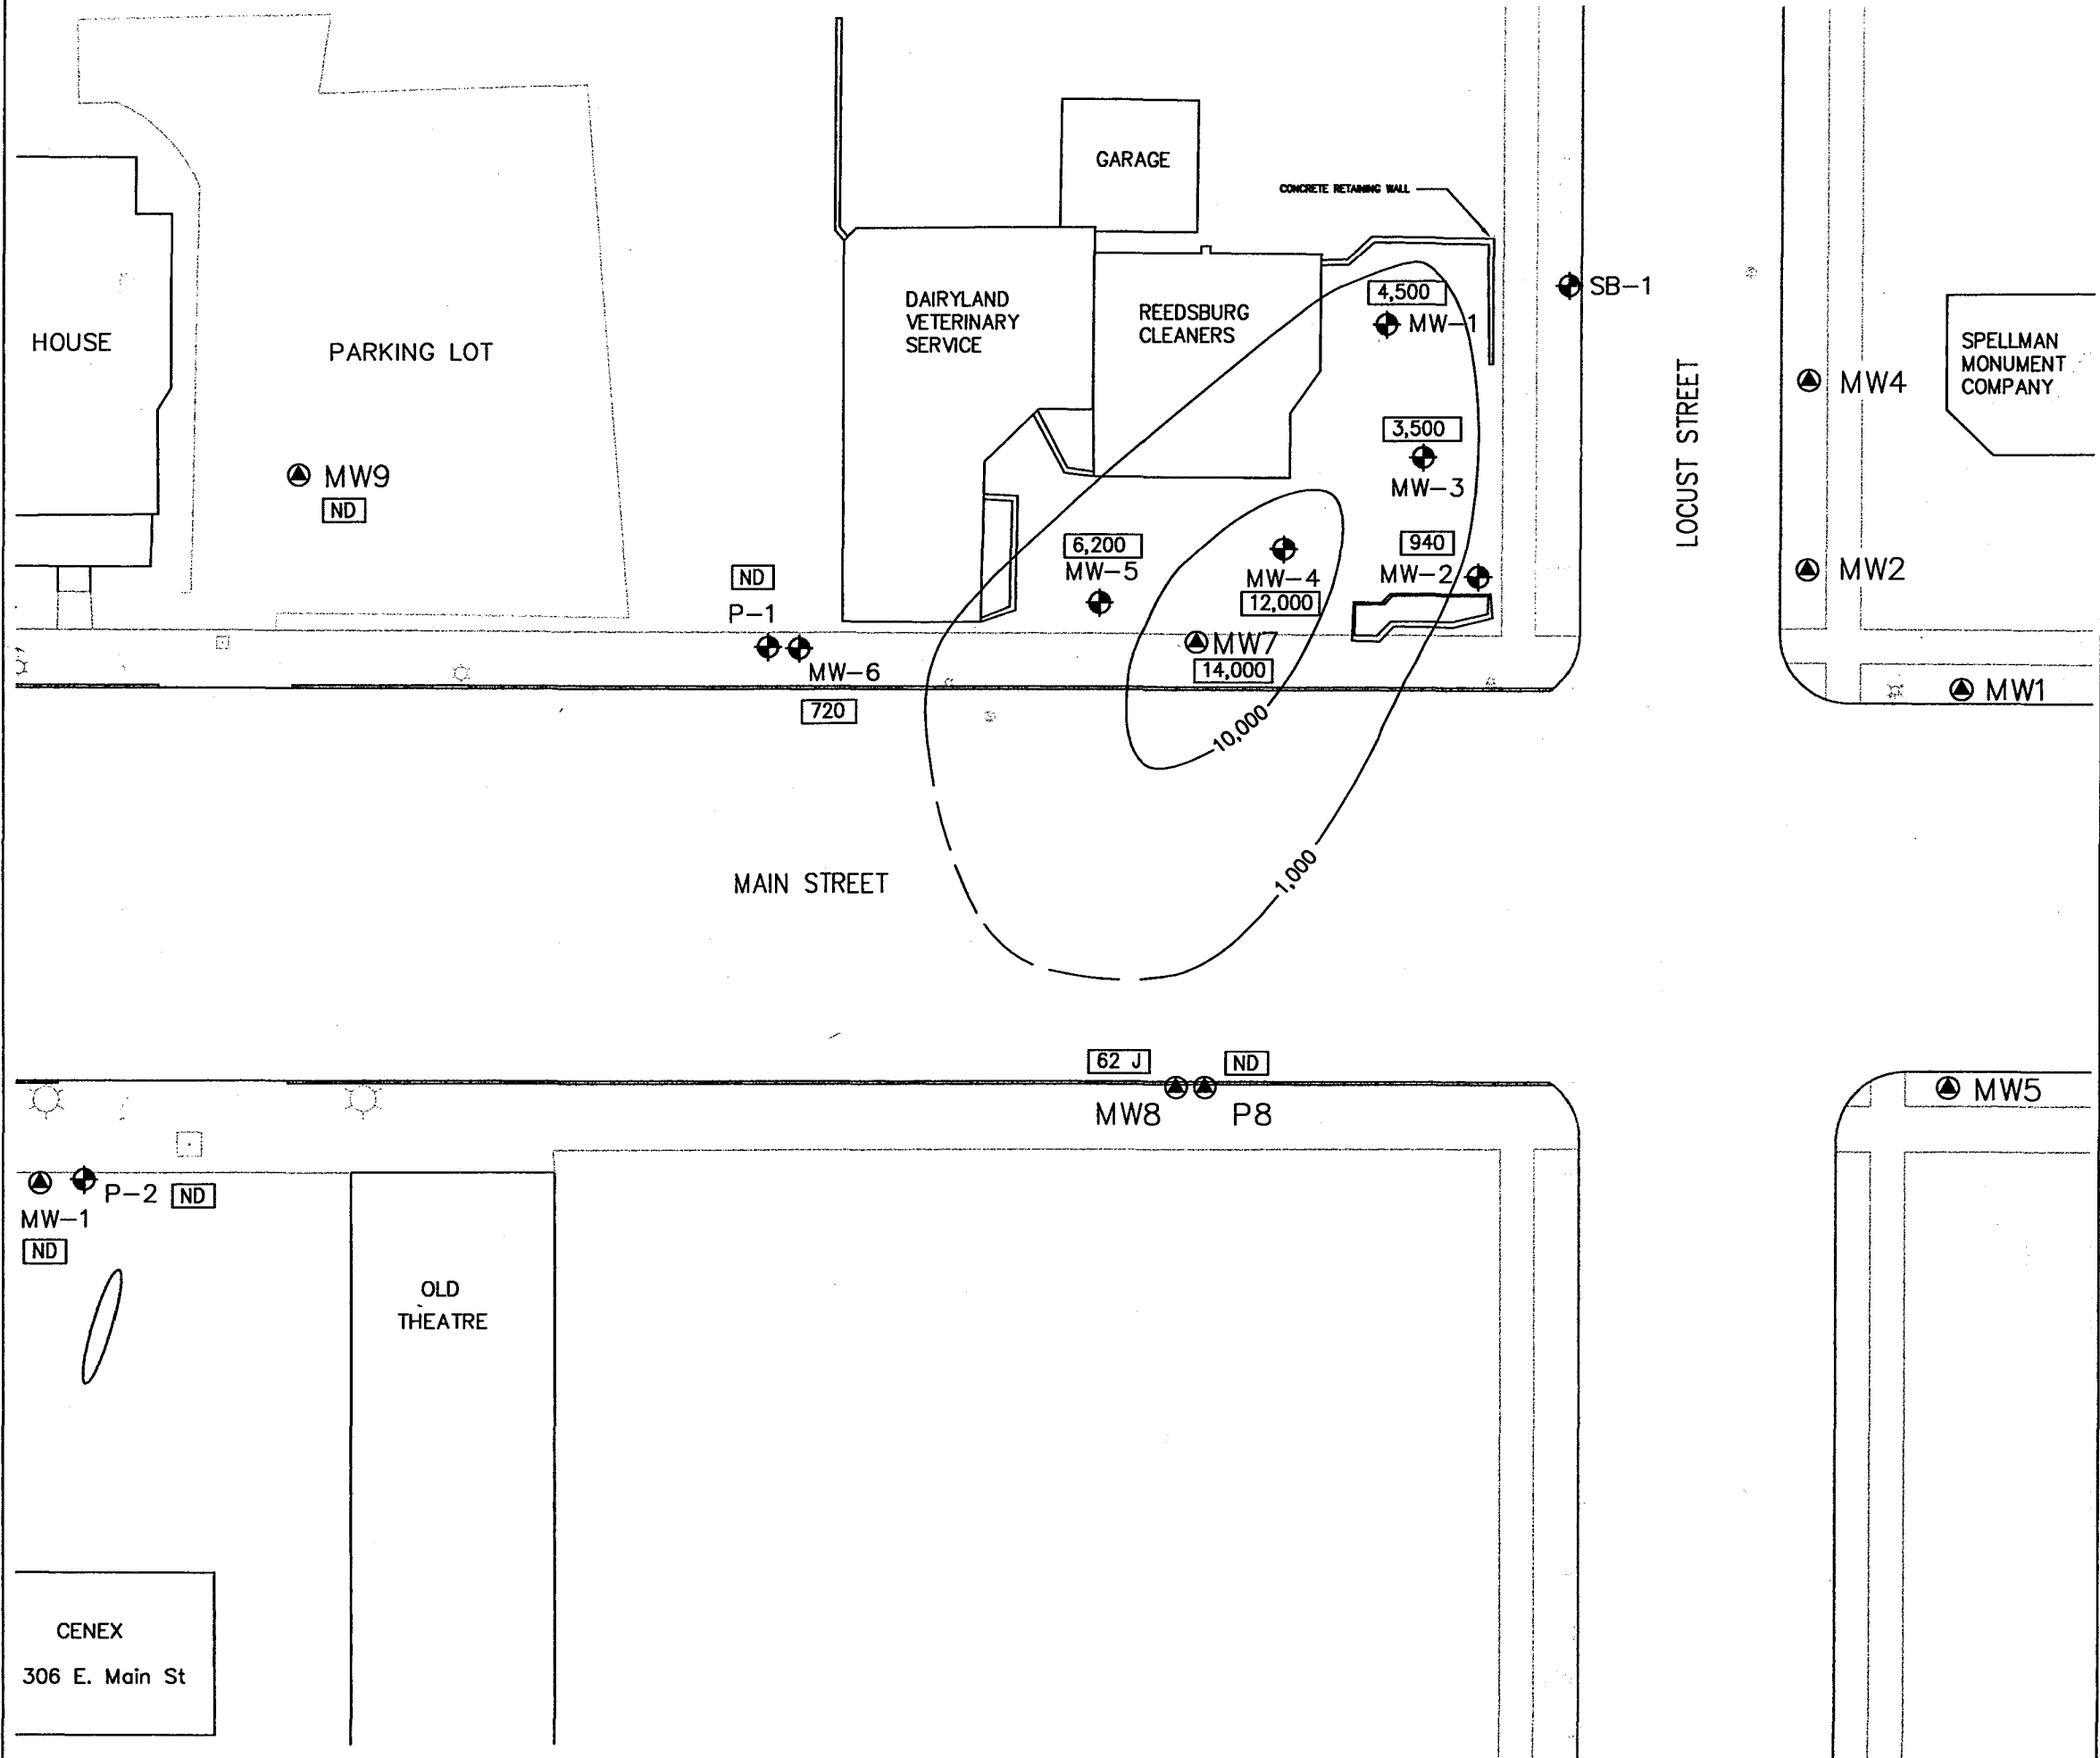 GARAGE
CONCRETE RETAINING WALL
4,500
MW-1
SB-1
DAIRYLAND
VETERINARY
SERVICE
REEDSBURG
CLEANERS
HOUSE
PARKING LOT
SPELLMAN
MONUMENT
COMPANY
MW4
LOCUST STREET
3,500
MW-3
MW9
ND
6,200
MW-5
940
MW-2
MW-4
12,000
MW2
ND
P-1
MW-6
720
MW7
14,000
MW1
10,000
MAIN STREET
1,000
62 J
ND
MW8
P8
MW5
P-2
ND
MW-1
ND
OLD
THEATRE
CENEX
306 E. Main St